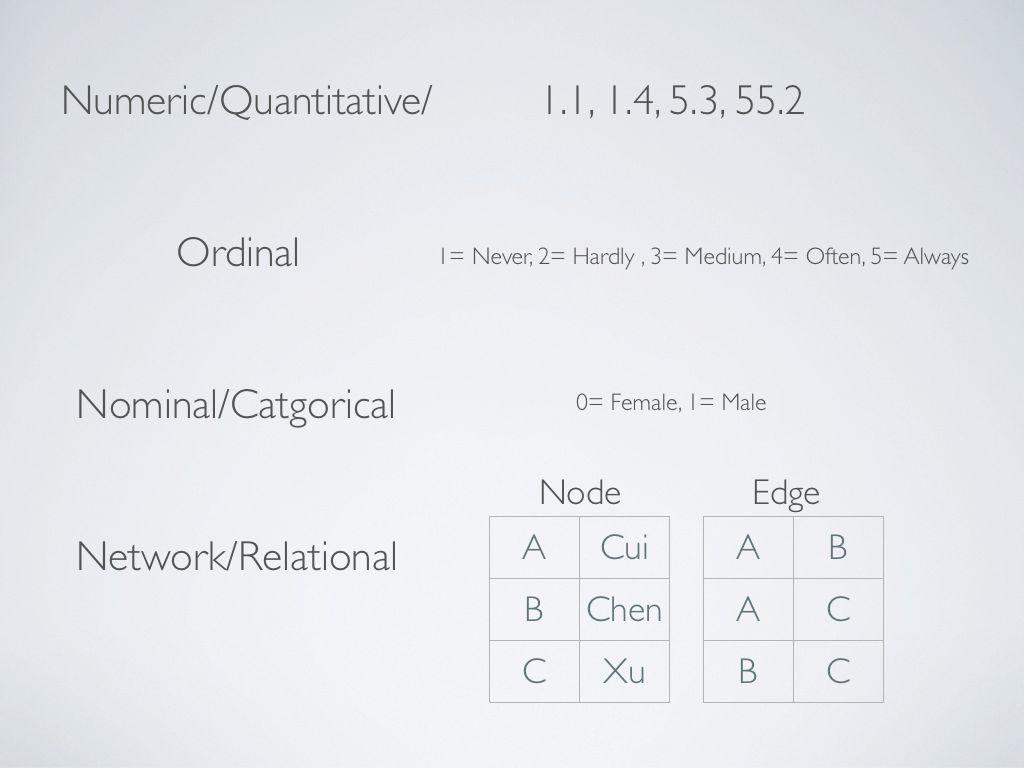 Numeric/Quantitative/ 1.1, 1.4, 5.3, 55.2
Ordinal 1= Never, 2= Hardly , 3= Medium, 4= Often, 5= Always
Nominal/Catgorical 0= Female, 1= Male
Network/Relational
Node Edge
A Cui A B
B Chen A C
C Xu B C